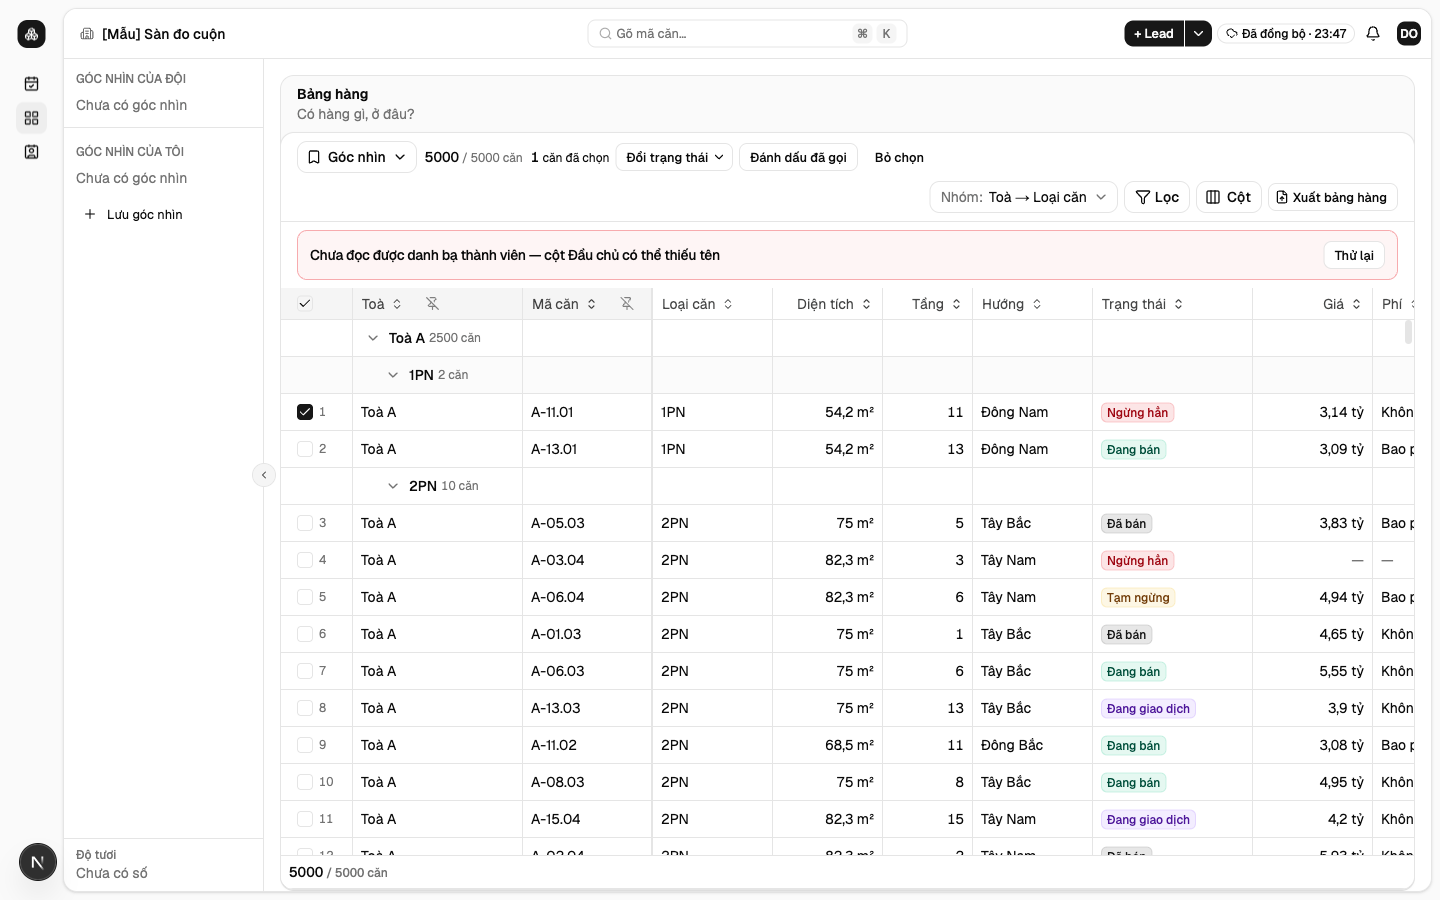 [Mẫu] Sàn đo cuộn
Gõ mã căn...
⌘ K
+ Lead
Đã đồng bộ · 23:47
DO
GÓC NHÌN CỦA ĐỘI
Chưa có góc nhìn
GÓC NHÌN CỦA TÔI
Chưa có góc nhìn
+ Lưu góc nhìn
Độ tươi
Chưa có số
N
Bảng hàng
Có hàng gì, ở đâu?
Góc nhìn 5000 / 5000 căn 1 căn đã chọn Đổi trạng thái Đánh dấu đã gọi Bỏ chọn
Nhóm: Toà → Loại căn Lọc Cột Xuất bảng hàng
Chưa đọc được danh bạ thành viên — cột Đầu chủ có thể thiếu tên Thử lại
Toà Mã căn Loại căn Diện tích Tầng Hướng Trạng thái Giá Phí
Toà A 2500 căn
1PN 2 căn
1 Toà A A-11.01 1PN 54,2 m² 11 Đông Nam Ngừng hẳn 3,14 tỷ Khôn
2 Toà A A-13.01 1PN 54,2 m² 13 Đông Nam Đang bán 3,09 tỷ Bao p
2PN 10 căn
3 Toà A A-05.03 2PN 75 m² 5 Tây Bắc Đã bán 3,83 tỷ Bao p
4 Toà A A-03.04 2PN 82,3 m² 3 Tây Nam Ngừng hẳn — —
5 Toà A A-06.04 2PN 82,3 m² 6 Tây Nam Tạm ngừng 4,94 tỷ Bao p
6 Toà A A-01.03 2PN 75 m² 1 Tây Bắc Đã bán 4,65 tỷ Khôn
7 Toà A A-06.03 2PN 75 m² 6 Tây Bắc Đang bán 5,55 tỷ Khôn
8 Toà A A-13.03 2PN 75 m² 13 Tây Bắc Đang giao dịch 3,9 tỷ Khôn
9 Toà A A-11.02 2PN 68,5 m² 11 Đông Bắc Đang bán 3,08 tỷ Bao p
10 Toà A A-08.03 2PN 75 m² 8 Tây Bắc Đang bán 4,95 tỷ Khôn
11 Toà A A-15.04 2PN 82,3 m² 15 Tây Nam Đang giao dịch 4,2 tỷ Khôn
5000 / 5000 căn